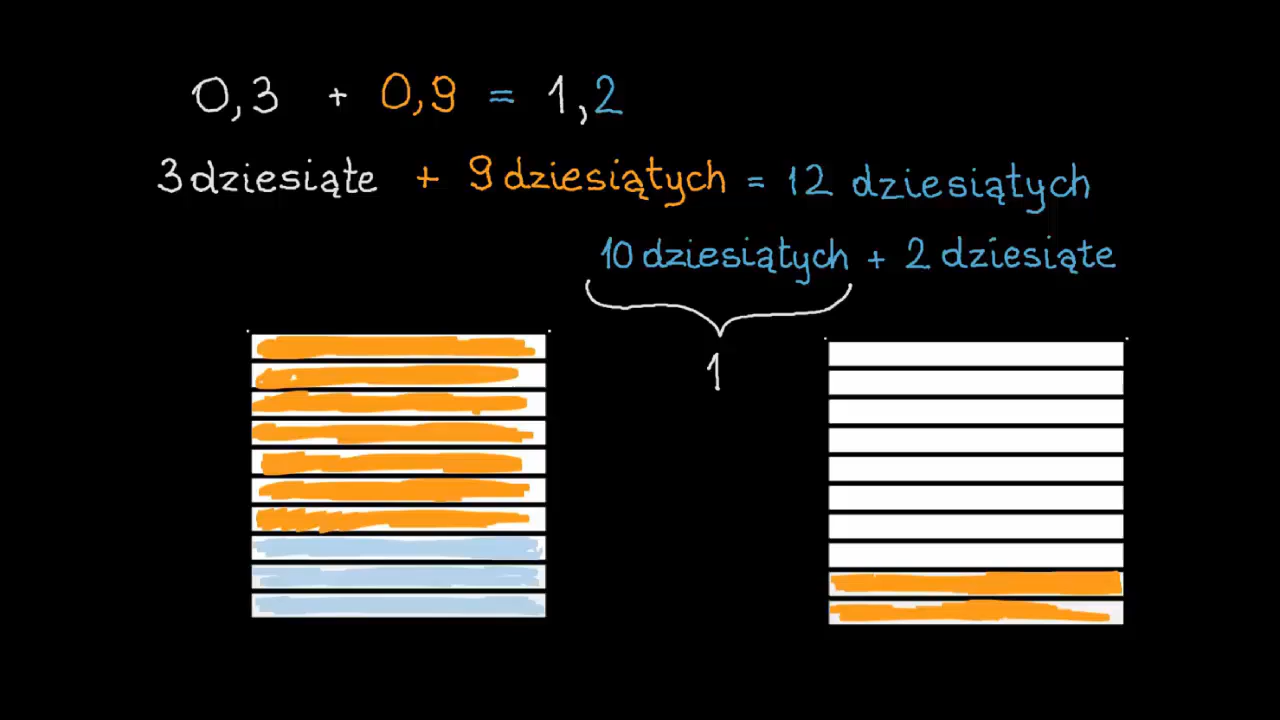 0,3 + 0,9 = 1,2
3 dziesiąte + 9 dziesiątych = 12 dziesiątych
10 dziesiątych + 2 dziesiąte
1